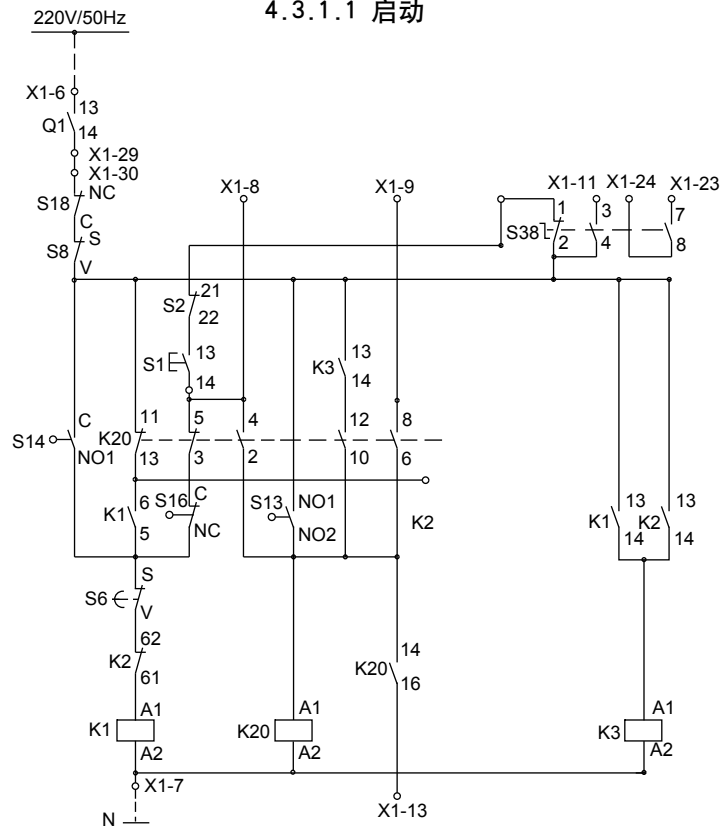 4.3.1.1 启动
220V/50Hz
X1-6
13
Q1
14
X1-29
X1-30
NC
S18
C
S
S8
V
X1-8
X1-9
X1-11
X1-24
X1-23
1
3
7
S38
2
4
8
21
S2
22
13
S1
14
13
K3
14
C
S14
NO1
11
K20
13
5
3
4
2
12
10
8
6
6
K1
5
S16
C
NC
S13
NO1
NO2
K2
13
K1
14
13
K2
14
S
S6
V
62
K2
61
14
K20
16
A1
K1
A2
A1
K20
A2
A1
K3
A2
X1-7
X1-13
N